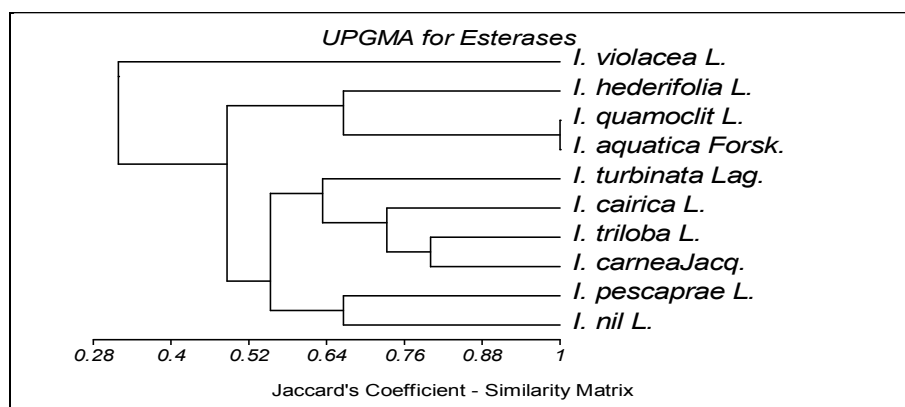 UPGMA for Esterases
I. violacea L.
I. hederifolia L.
I. quamoclit L.
I. aquatica Forsk.
I. turbinata Lag.
I. cairica L.
I. triloba L.
I. carneaJacq.
I. pescaprae L.
I. nil L.
0.28 0.4 0.52 0.64 0.76 0.88 1
Jaccard's Coefficient - Similarity Matrix